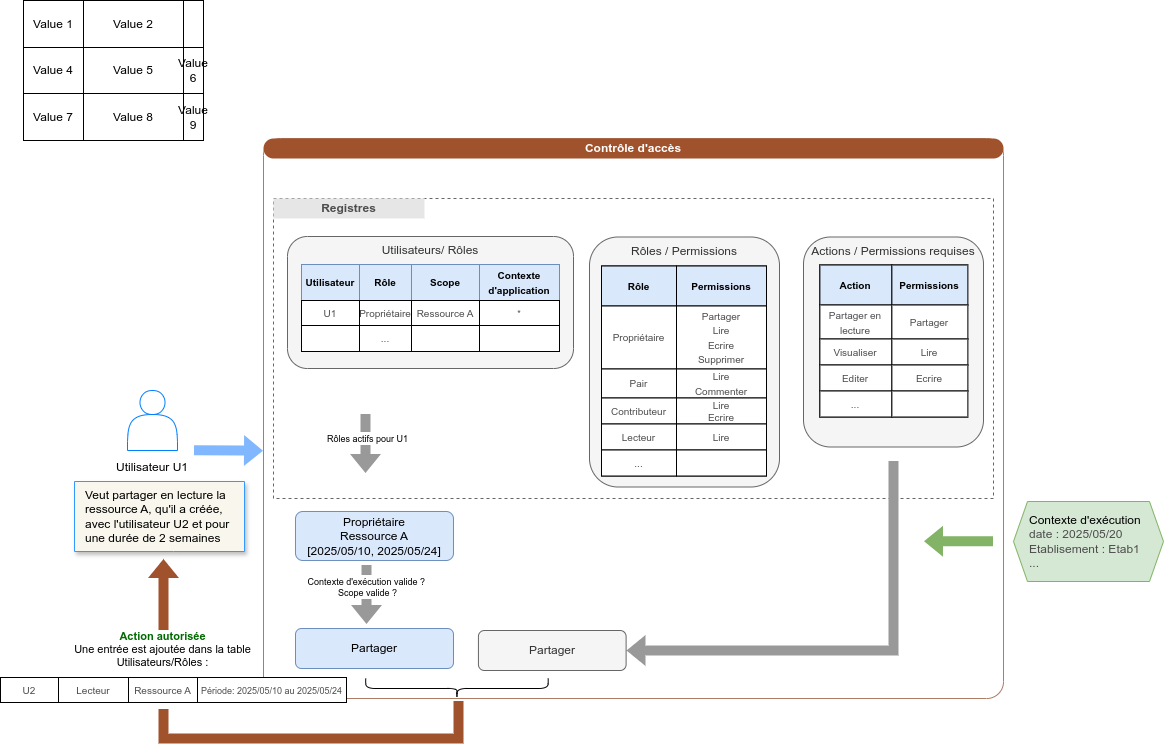 Value 1 Value 2
Value 4 Value 5 Value
6
Value 7 Value 8 Value
9
Contrôle d'accès
Registres
Utilisateurs/ Rôles
Utilisateur Rôle Scope Contexte
d'application
U1 Propriétaire Ressource A *
...
Rôles / Permissions
Rôle Permissions
Propriétaire Partager
Lire
Ecrire
Supprimer
Pair Lire
Commenter
Contributeur Lire
Ecrire
Lecteur Lire
...
Actions / Permissions requises
Action Permissions
Partager en
lecture Partager
Visualiser Lire
Editer Ecrire
...
Rôles actifs pour U1
Utilisateur U1
Veut partager en lecture la
ressource A, qu'il a créée,
avec l'utilisateur U2 et pour
une durée de 2 semaines
Propriétaire
Ressource A
[2025/05/10, 2025/05/24]
Contexte d'exécution valide ?
Scope valide ?
Partager
Partager
Contexte d'exécution
date : 2025/05/20
Etablisement : Etab1
...
Action autorisée
Une entrée est ajoutée dans la table
Utilisateurs/Rôles :
U2 Lecteur Ressource A Période: 2025/05/10 au 2025/05/24